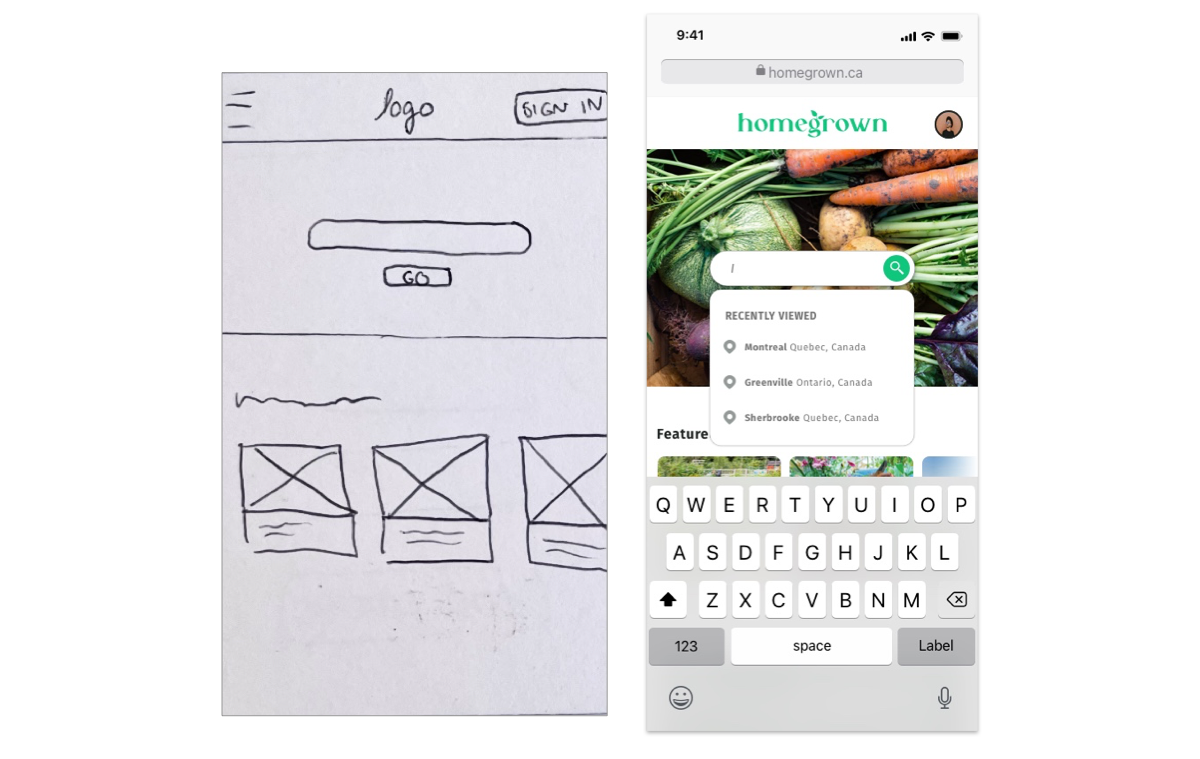 logo
SIGN IN
GO
9:41
homegrown.ca
homegrown
RECENTLY VIEWED
Montreal Quebec, Canada
Greenville Ontario, Canada
Sherbrooke Quebec, Canada
Feature
Q W E R T Y U I O P
A S D F G H J K L
Z X C V B N M
123 space Label